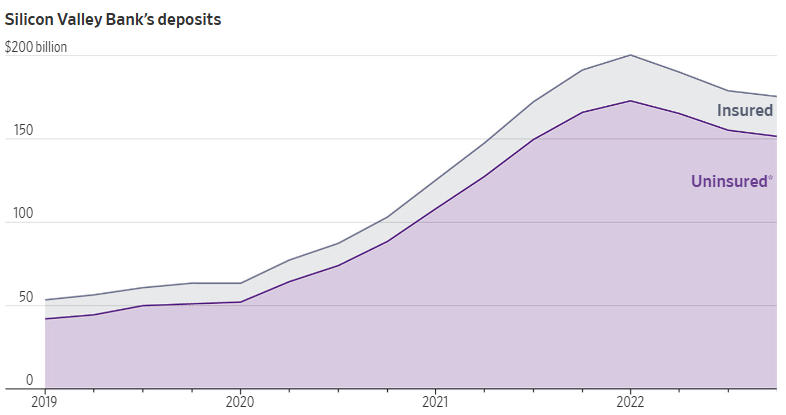 Silicon Valley Bank’s deposits
$200 billion
150
100
50
0
Insured
Uninsured*
2019 2020 2021 2022